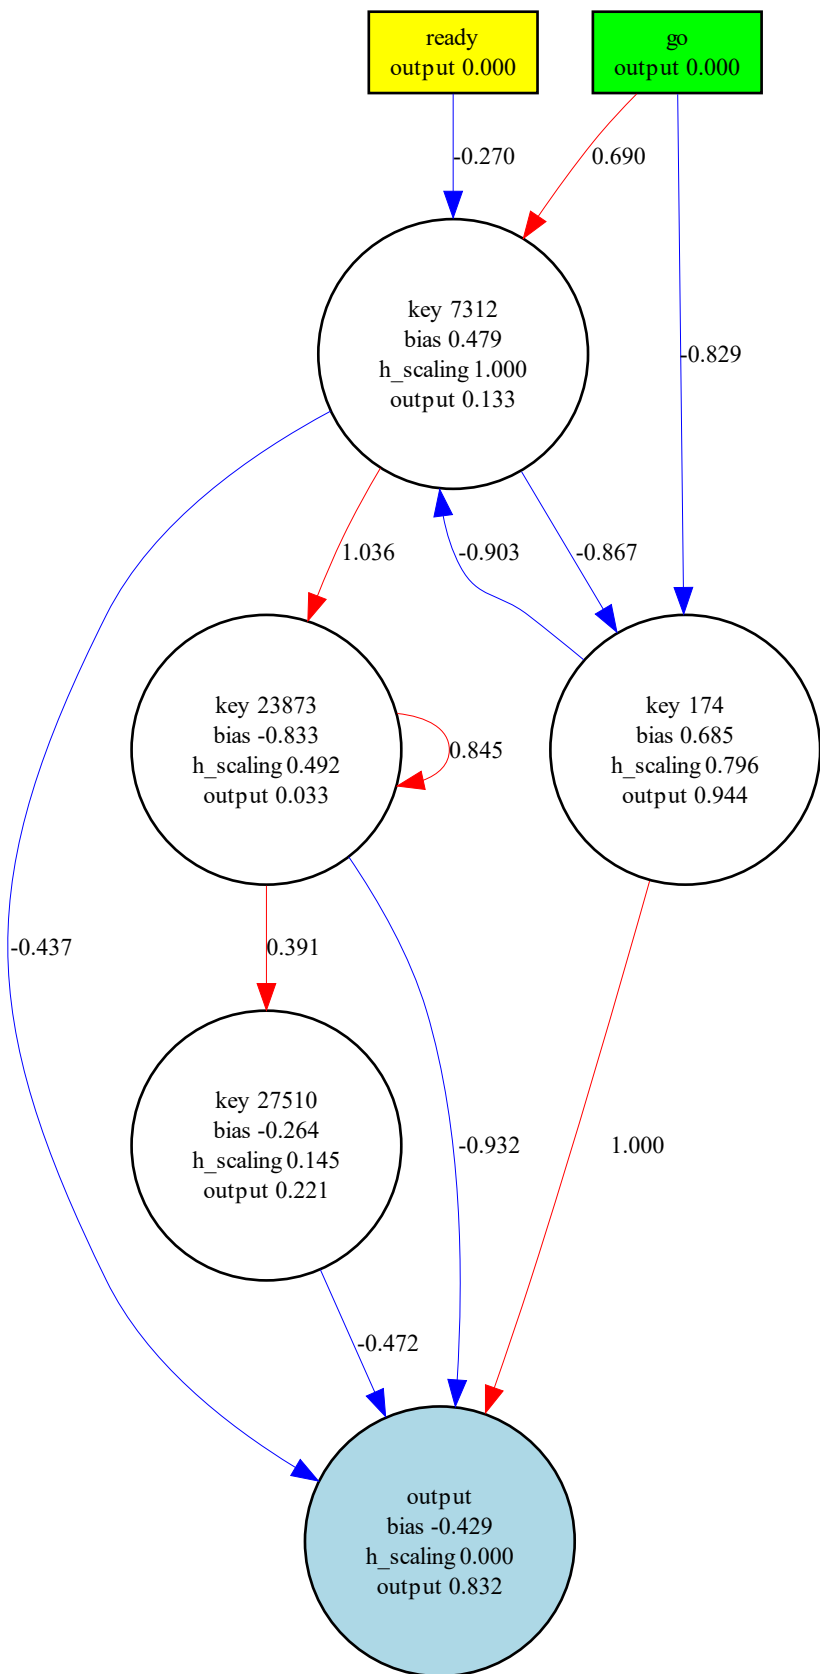 ready
output 0.000
go
output 0.000
-0.270
0.690
key 7312
bias 0.479
h_scaling 1.000
output 0.133
-0.829
1.036
-0.903
-0.867
key 23873
bias -0.833
h_scaling 0.492
output 0.033
0.845
key 174
bias 0.685
h_scaling 0.796
output 0.944
-0.437
0.391
key 27510
bias -0.264
h_scaling 0.145
output 0.221
-0.932
1.000
-0.472
output
bias -0.429
h_scaling 0.000
output 0.832